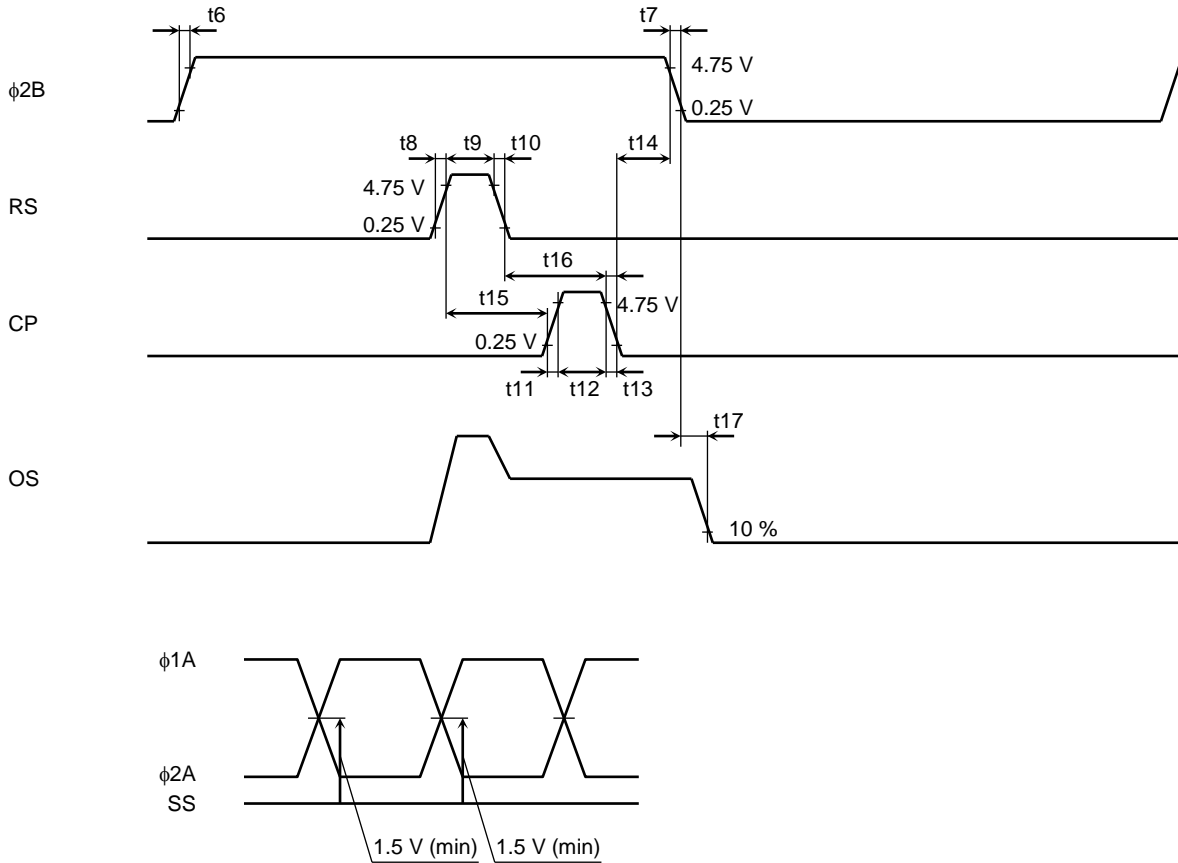 t6
t7
4.75 V
ϕ2B
0.25 V
t8 t9 t10
t14
4.75 V
RS
0.25 V
t16
t15
4.75 V
CP
0.25 V
t11 t12 t13
t17
OS
10 %
ϕ1A
ϕ2A
SS
1.5 V (min) 1.5 V (min)